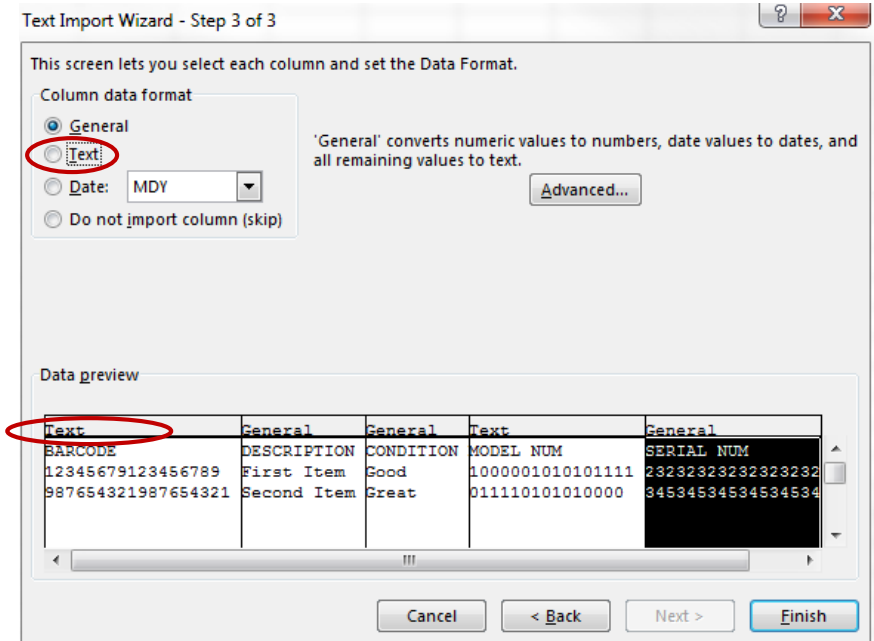 Text Import Wizard - Step 3 of 3
This screen lets you select each column and set the Data Format.
Column data format
General
Text
Date: MDY
Do not import column (skip)
'General' converts numeric values to numbers, date values to dates, and
all remaining values to text.
Advanced...
Data preview
Text General General Text General
BARCODE DESCRIPTION CONDITION MODEL NUM SERIAL NUM
12345679123456789 First Item Good 1000001010101111 23232323232323232
987654321987654321 Second Item Great 011110101010000 34534534534534534
Cancel < Back Next > Finish